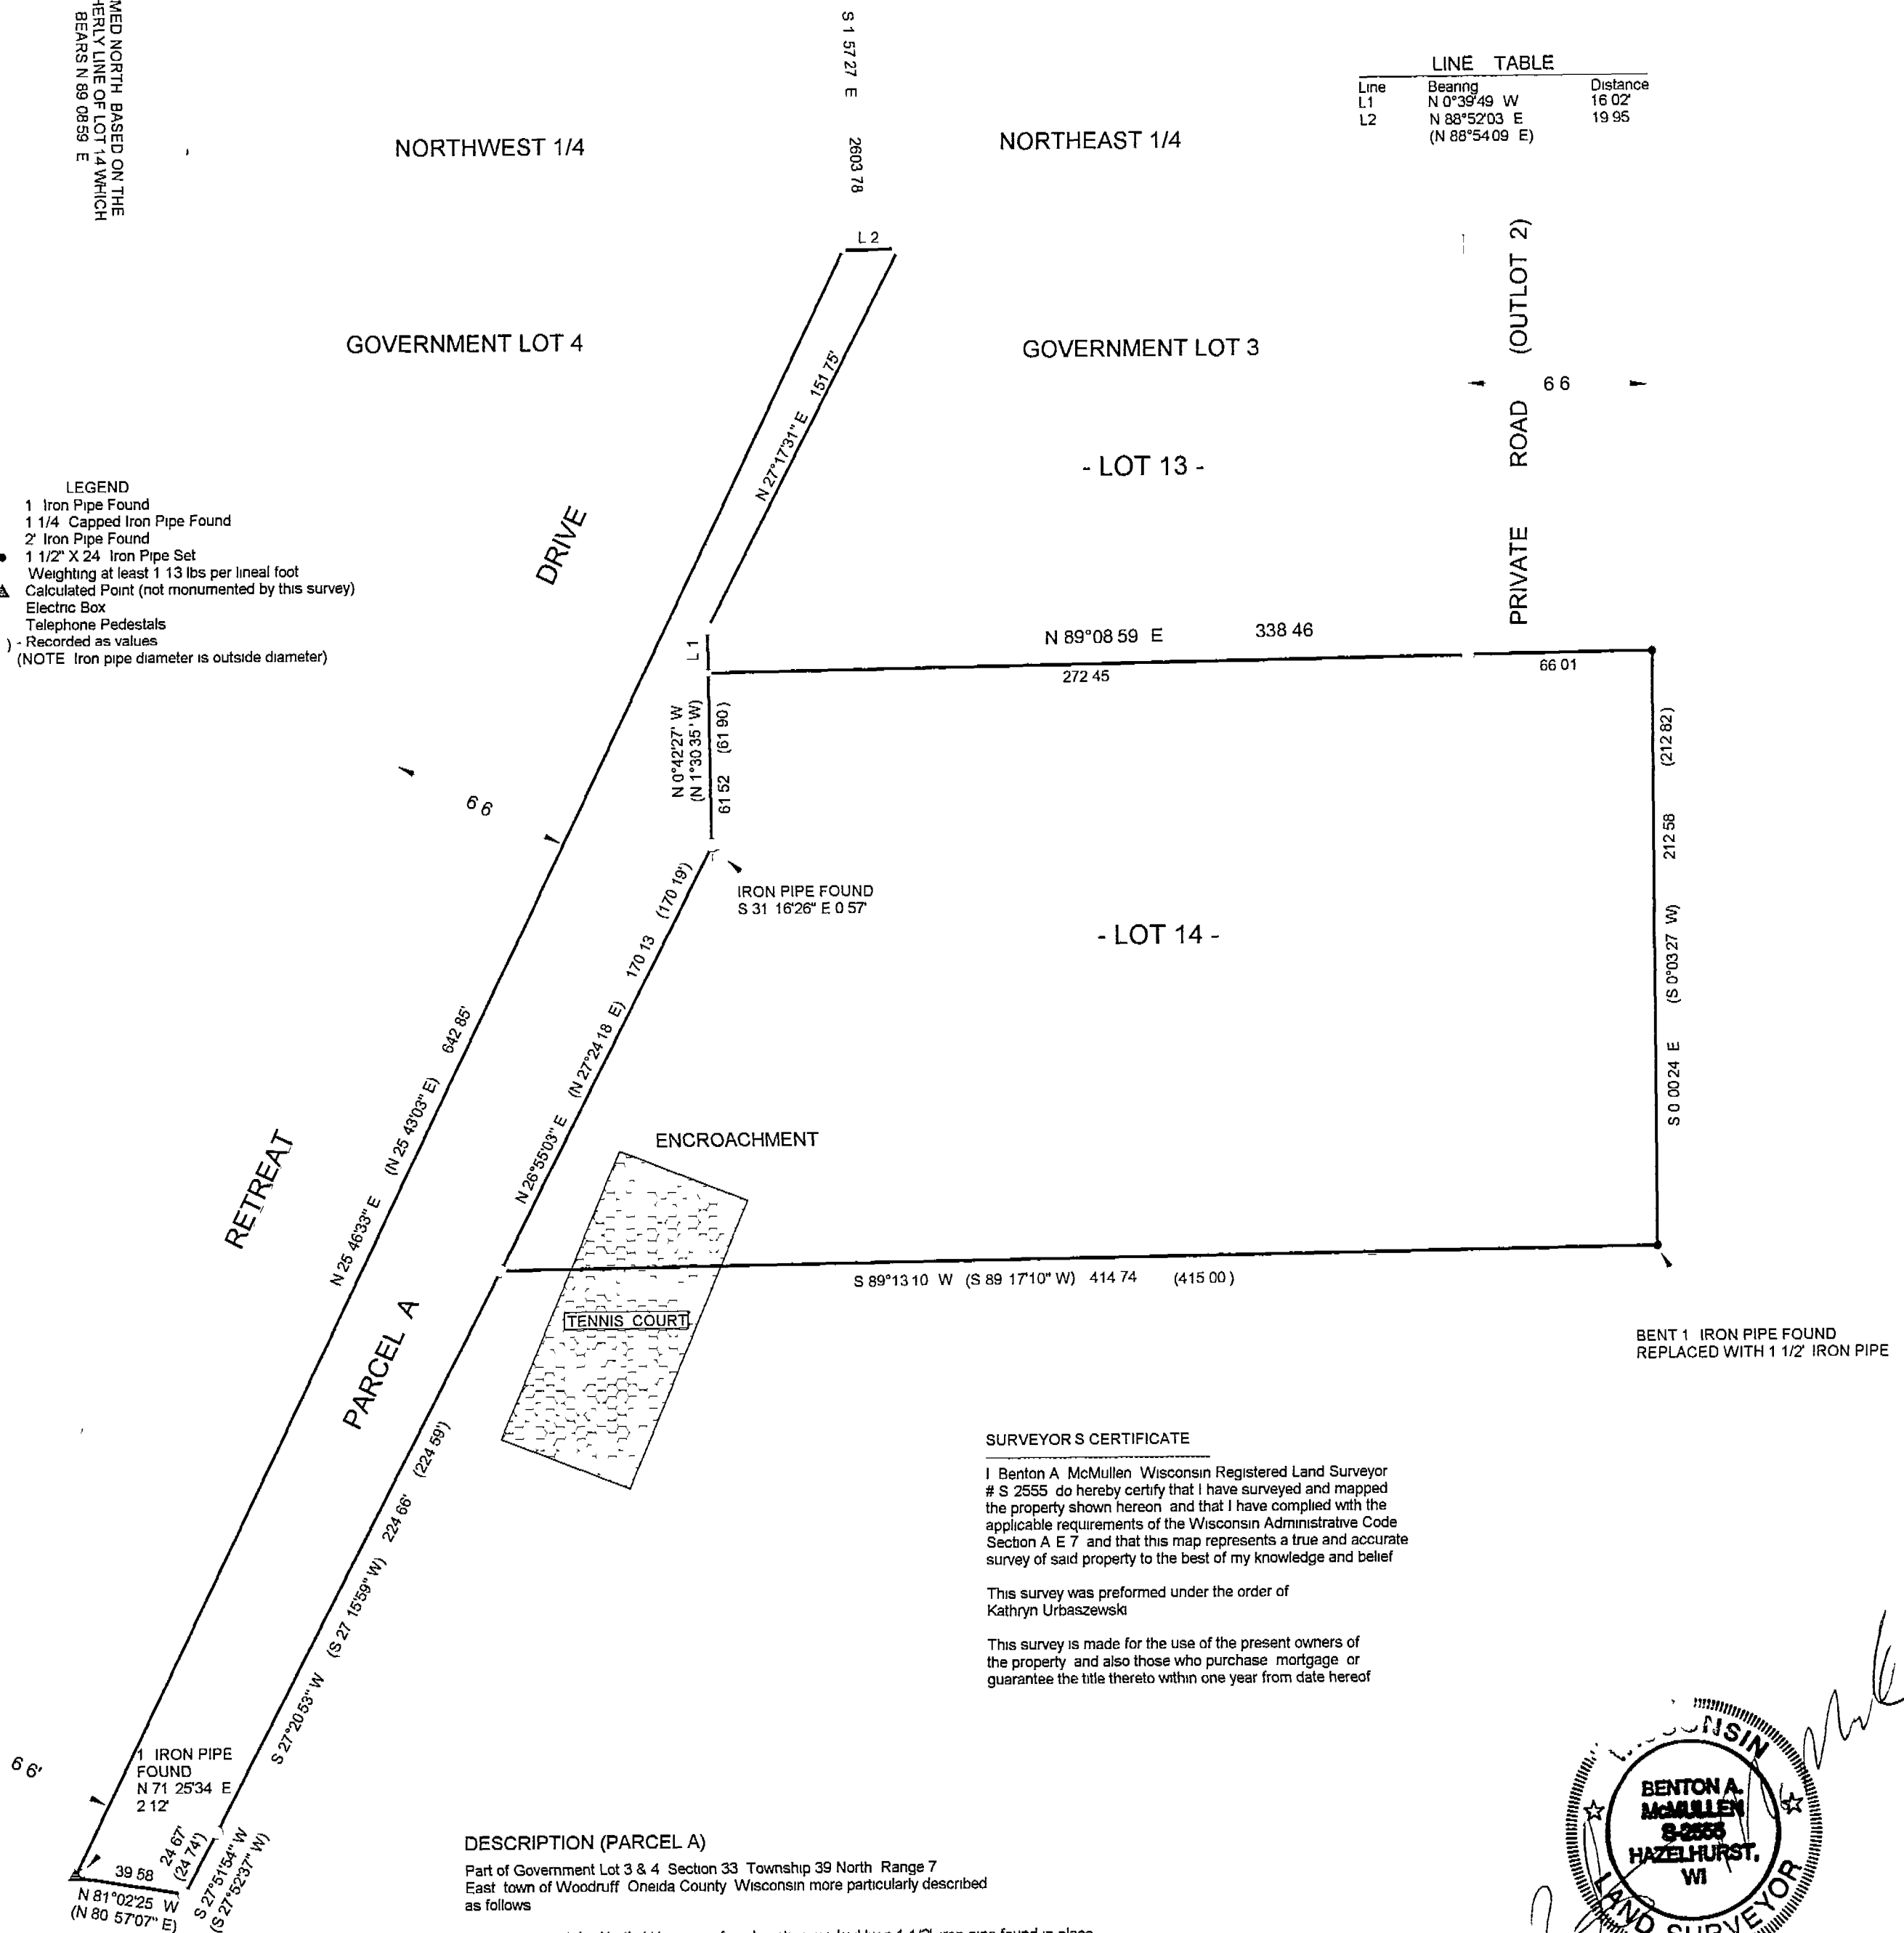 MED NORTH BASED ON THE
HERLY LINE OF LOT 14 WHICH
BEARS N 89 08 59 E
S 1 57 27 E 2603 78
LINE TABLE
Line Bearing Distance
L1 N 0°39'49 W 16 02'
L2 N 88°52'03 E 19 95
(N 88°54 09 E)
NORTHWEST 1/4
NORTHEAST 1/4
L 2
GOVERNMENT LOT 4
GOVERNMENT LOT 3
PRIVATE ROAD (OUTLOT 2)
6 6
N 27°17'31" E 151 75'
- LOT 13 -
LEGEND
1 Iron Pipe Found
1 1/4 Capped Iron Pipe Found
2' Iron Pipe Found
1 1/2" X 24 Iron Pipe Set
Weighting at least 1 13 lbs per lineal foot
Calculated Point (not monumented by this survey)
Electric Box
Telephone Pedestals
) - Recorded as values
(NOTE Iron pipe diameter is outside diameter)
DRIVE
L 1
N 89°08 59 E 338 46
272 45
66 01
N 0°42'27' W
(N 1°30 35 ' W)
61 52 (61 90)
6 6
(212 82)
212 58
(S 0°03 27 W)
S 0 00 24 E
IRON PIPE FOUND
S 31 16'26" E 0 57'
- LOT 14 -
N 26°55'03" E (N 27°24 18 E) 170 13 (170 19')
N 25 46'33" E (N 25 43'03" E) 642 85'
ENCROACHMENT
RETREAT
PARCEL A
TENNIS COURT
S 89°13 10 W (S 89 17'10" W) 414 74 (415 00 )
BENT 1 IRON PIPE FOUND
REPLACED WITH 1 1/2' IRON PIPE
S 27°20 53" W (S 27 15'59" W) 224 66' (224 59')
SURVEYOR S CERTIFICATE
I Benton A McMullen Wisconsin Registered Land Surveyor
# S 2555 do hereby certify that I have surveyed and mapped
the property shown hereon and that I have complied with the
applicable requirements of the Wisconsin Administrative Code
Section A E 7 and that this map represents a true and accurate
survey of said property to the best of my knowledge and belief
This survey was preformed under the order of
Kathryn Urbaszewski
This survey is made for the use of the present owners of
the property and also those who purchase mortgage or
guarantee the title thereto within one year from date hereof
6 6'
1 IRON PIPE
FOUND
N 71 25'34 E
2 12'
24 67'
(24 74')
S 27°51'54" W
(S 27°52'37" W)
39 58
N 81°02'25 W
(N 80 57'07" E)
DESCRIPTION (PARCEL A)
Part of Government Lot 3 & 4 Section 33 Township 39 North Range 7
East town of Woodruff Oneida County Wisconsin more particularly described
as follows
BENTON A.
McMULLEN
S-2555
HAZELHURST,
WI
LAND SURVEYOR